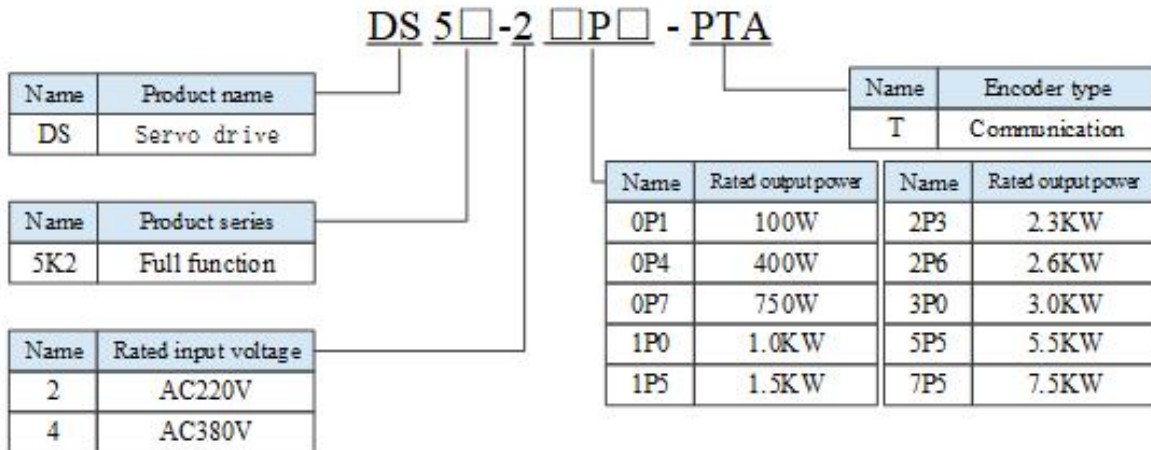 DS 5□-2 □P□ - PTA
Name Product name
DS Servo drive
Name Product series
5K2 Full function
Name Rated input voltage
2 AC220V
4 AC380V
Name Encoder type
T Communication
Name Rated output power Name Rated output power
0P1 100W 2P3 2.3KW
0P4 400W 2P6 2.6KW
0P7 750W 3P0 3.0KW
1P0 1.0KW 5P5 5.5KW
1P5 1.5KW 7P5 7.5KW